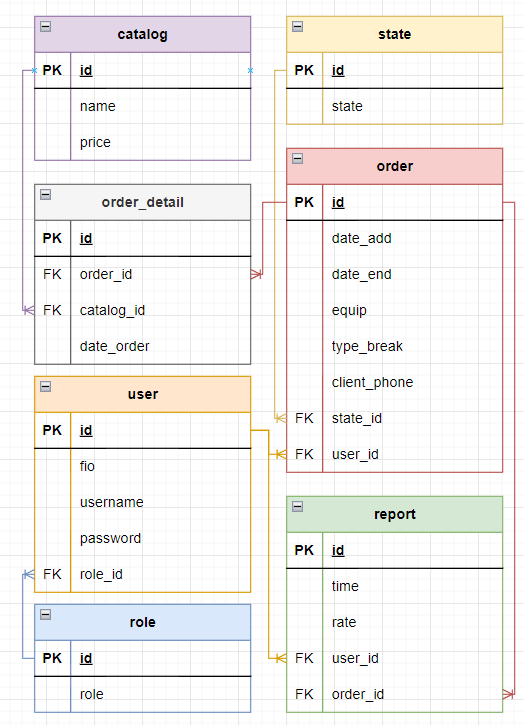 catalog
PK id
name
price
order_detail
PK id
FK order_id
FK catalog_id
date_order
user
PK id
fio
username
password
FK role_id
role
PK id
role
state
PK id
state
order
PK id
date_add
date_end
equip
type_break
client_phone
FK state_id
FK user_id
report
PK id
time
rate
FK user_id
FK order_id